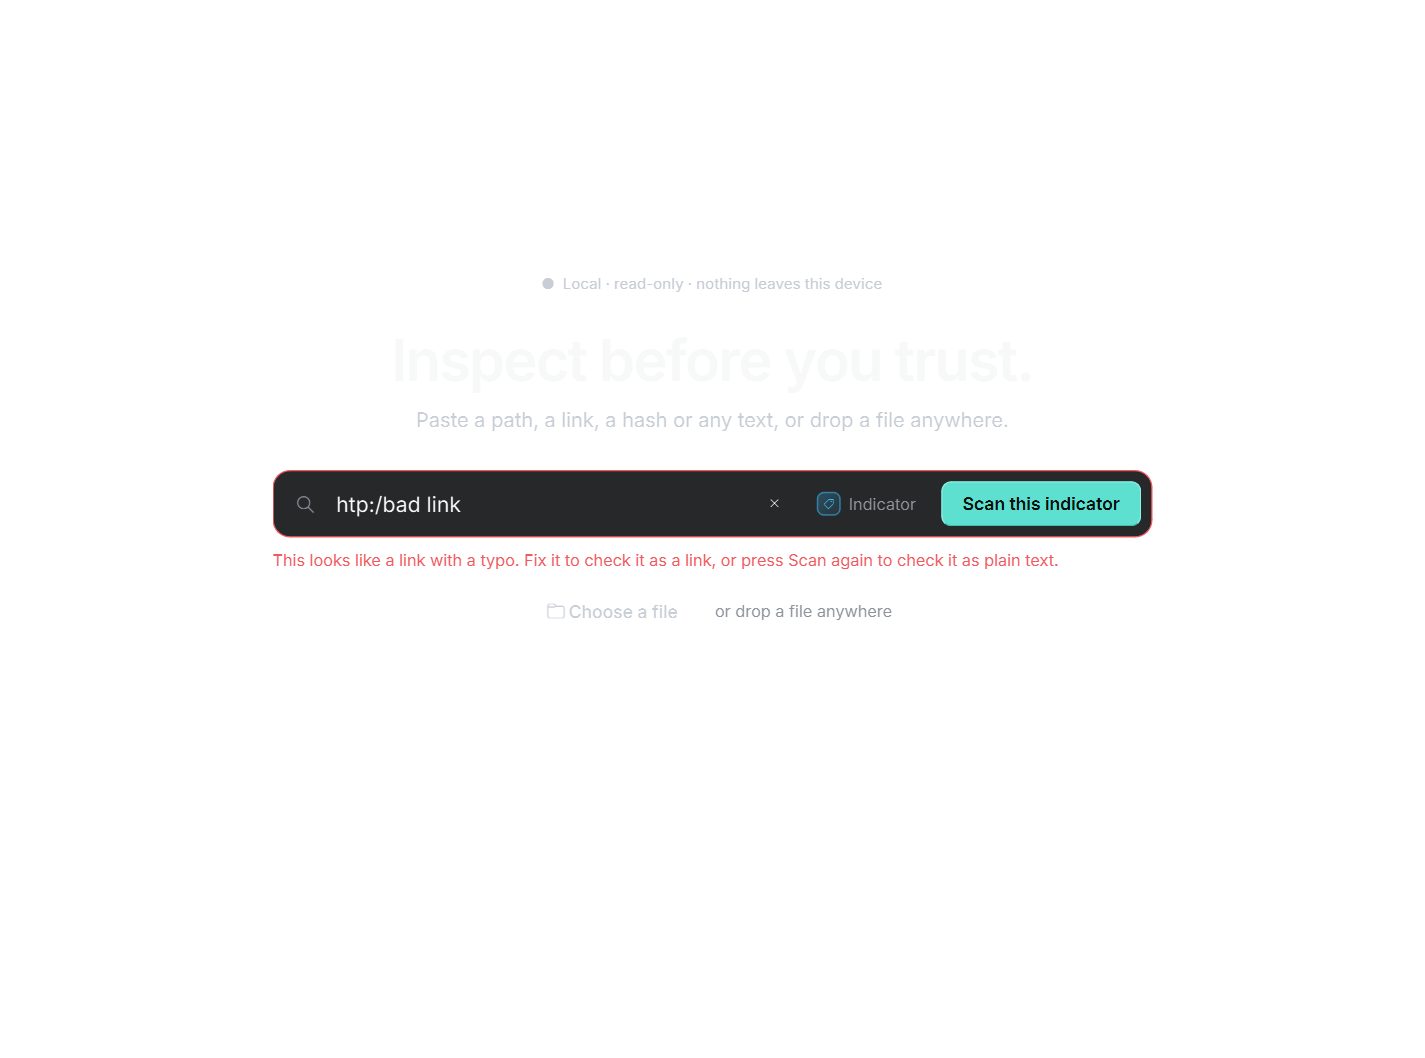 Local · read-only · nothing leaves this device
Inspect before you trust.
Paste a path, a link, a hash or any text, or drop a file anywhere.
htp:/bad link
Indicator
Scan this indicator
This looks like a link with a typo. Fix it to check it as a link, or press Scan again to check it as plain text.
Choose a file
or drop a file anywhere